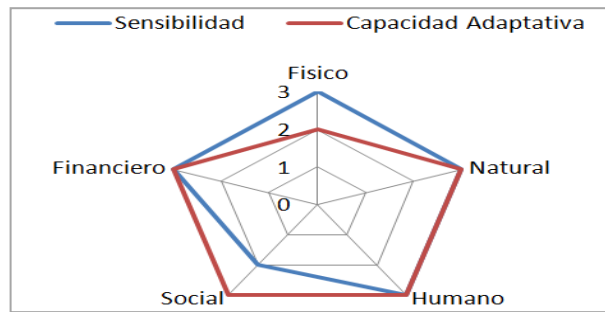 Sensibilidad Capacidad Adaptativa
Fisico
3
2
Financiero Natural
1
0
Social Humano